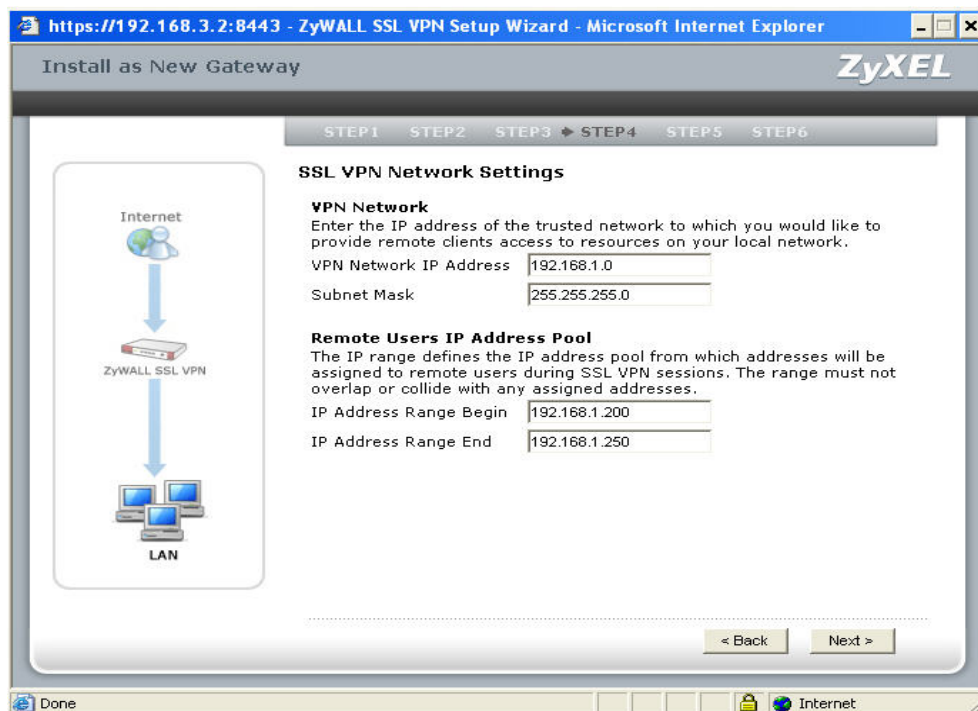 https://192.168.3.2:8443 - ZyWALL SSL VPN Setup Wizard - Microsoft Internet Explorer
Install as New Gateway
ZyXEL
STEP1 STEP2 STEP3 STEP4 STEP5 STEP6
SSL VPN Network Settings
VPN Network
Enter the IP address of the trusted network to which you would like to
provide remote clients access to resources on your local network.
VPN Network IP Address 192.168.1.0
Subnet Mask 255.255.255.0
Remote Users IP Address Pool
The IP range defines the IP address pool from which addresses will be
assigned to remote users during SSL VPN sessions. The range must not
overlap or collide with any assigned addresses.
IP Address Range Begin 192.168.1.200
IP Address Range End 192.168.1.250
Internet
ZyWALL SSL VPN
LAN
< Back Next >
Done Internet